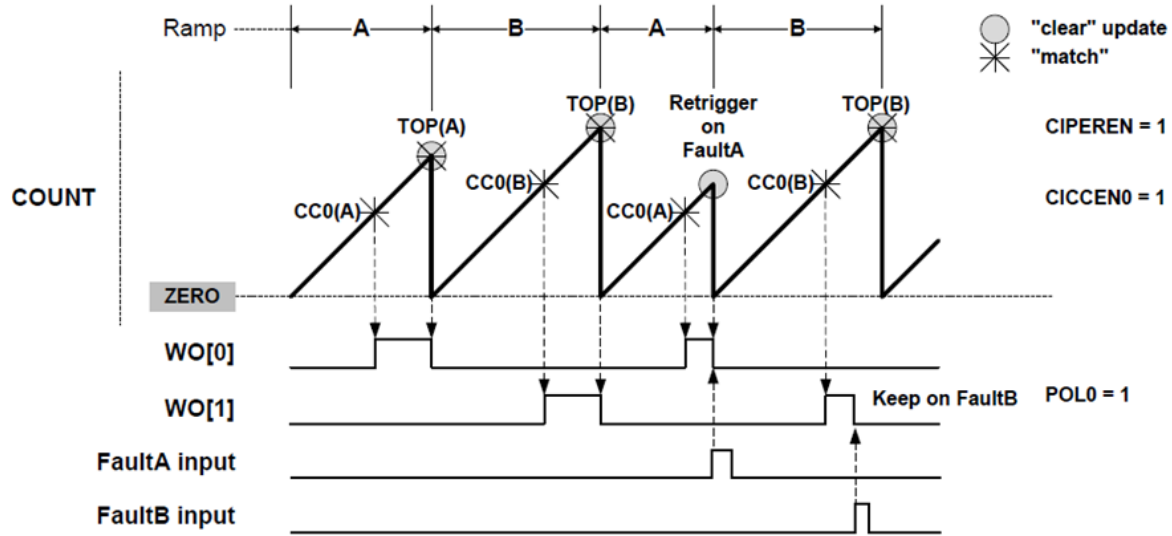 Ramp A B A B
"clear" update
"match"
TOP(A)
TOP(B)
Retrigger
on
FaultA
TOP(B)
CIPEREN = 1
COUNT
CC0(A)
CC0(B)
CC0(A)
CC0(B)
CICCEN0 = 1
ZERO
WO[0]
WO[1]
Keep on FaultB
POL0 = 1
FaultA input
FaultB input